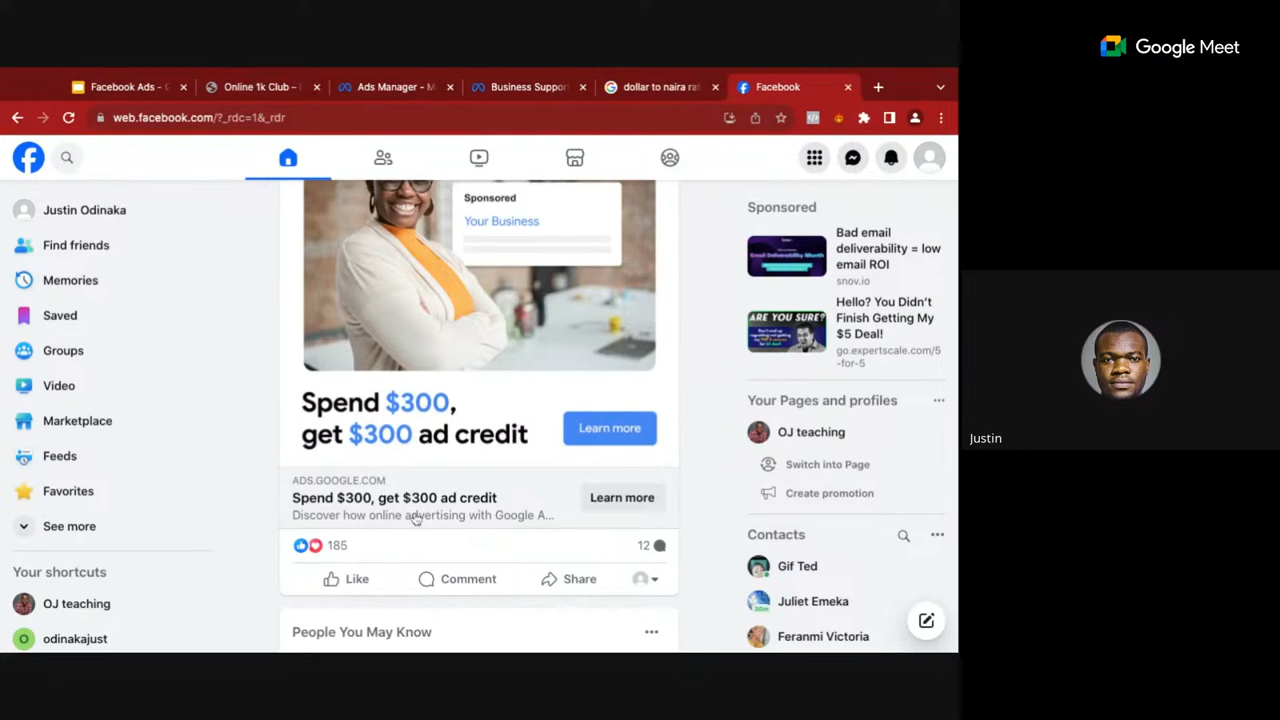 Google Meet
Facebook Ads - G
Online 1k Club –
Ads Manager - M
Business Suppor
dollar to naira ra
Facebook
web.facebook.com/?_rdc=1&_rdr
Justin Odinaka
Find friends
Memories
Saved
Groups
Video
Marketplace
Feeds
Favorites
See more
Your shortcuts
OJ teaching
O
odinakajust
Sponsored
Your Business
Spend $300,
get $300 ad credit
Learn more
ADS.GOOGLE.COM
Spend $300, get $300 ad credit
Learn more
Discover how online advertising with Google A...
185
12
Like
Comment
Share
People You May Know
Sponsored
Bad email
deliverability = low
email ROI
snov.io
Email Deliverability Month
Hello? You Didn't
Finish Getting My
$5 Deal!
go.expertscale.com/5
-for-5
ARE YOU SURE?
Your Pages and profiles
OJ teaching
Switch into Page
Create promotion
Contacts
Gif Ted
Juliet Emeka
Feranmi Victoria
Justin